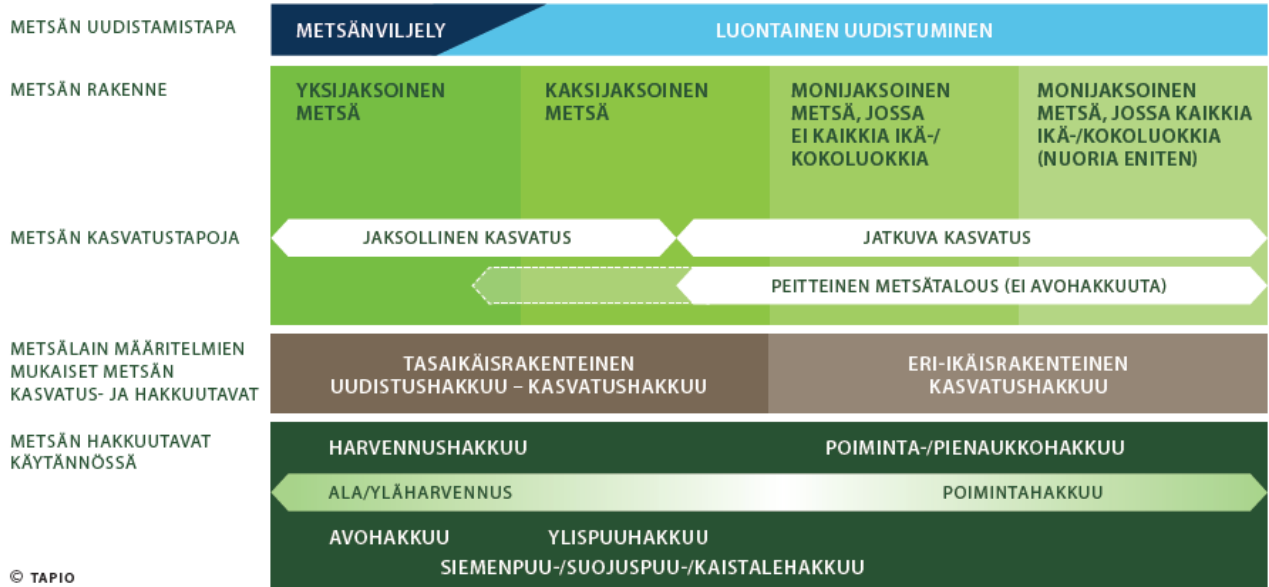 METSÄN UUDISTAMISTAPA
METSÄNVILJELY
LUONTAINEN UUDISTUMINEN
METSÄN RAKENNE
YKSIJAKSOINEN
METSÄ
KAKSIJAKSOINEN
METSÄ
MONIJAKSOINEN
METSÄ, JOSSA
EI KAIKKIA IKÄ-/
KOKOLUOKKIA
MONIJAKSOINEN
METSÄ, JOSSA KAIKKIA
IKÄ-/KOKOLUOKKIA
(NUORIA ENITEN)
METSÄN KASVATUSTAPOJA
JAKSOLLINEN KASVATUS
JATKUVA KASVATUS
PEITTEINEN METSÄTALOUS (EI AVOHAKKUUTA)
METSÄLAIN MÄÄRITELMIEN
MUKAISET METSÄN
KASVATUS- JA HAKKUUTAVAT
TASAIKÄISRAKENTEINEN
UUDISTUSHAKKUU – KASVATUSHAKKUU
ERI-IKÄISRAKENTEINEN
KASVATUSHAKKUU
METSÄN HAKKUUTAVAT
KÄYTÄNNÖSSÄ
HARVENNUSHAKKUU
POIMINTA-/PIENAUKKOHAKKUU
ALA/YLÄHARVENNUS
POIMINTAHAKKUU
AVOHAKKUU
YLISPUUHAKKUU
SIEMENPUU-/SUOJUSPUU-/KAISTALEHAKKUU
© TAPIO